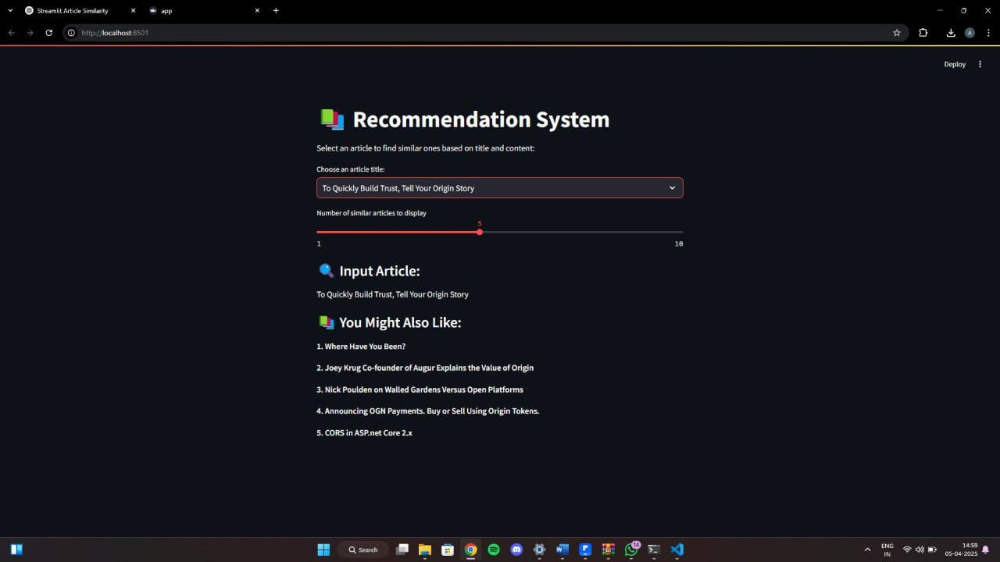 Streamlit Article Similarity
app
http://localhost:8501
A
Deploy
Recommendation System
Select an article to find similar ones based on title and content:
Choose an article title:
To Quickly Build Trust, Tell Your Origin Story
Number of similar articles to display
5
1
10
Input Article:
To Quickly Build Trust, Tell Your Origin Story
You Might Also Like:
1. Where Have You Been?
2. Joey Krug Co-founder of Augur Explains the Value of Origin
3. Nick Poulden on Walled Gardens Versus Open Platforms
4. Announcing OGN Payments. Buy or Sell Using Origin Tokens.
5. CORS in ASP.net Core 2.x
Search
14
ENG
IN
14:59
05-04-2025